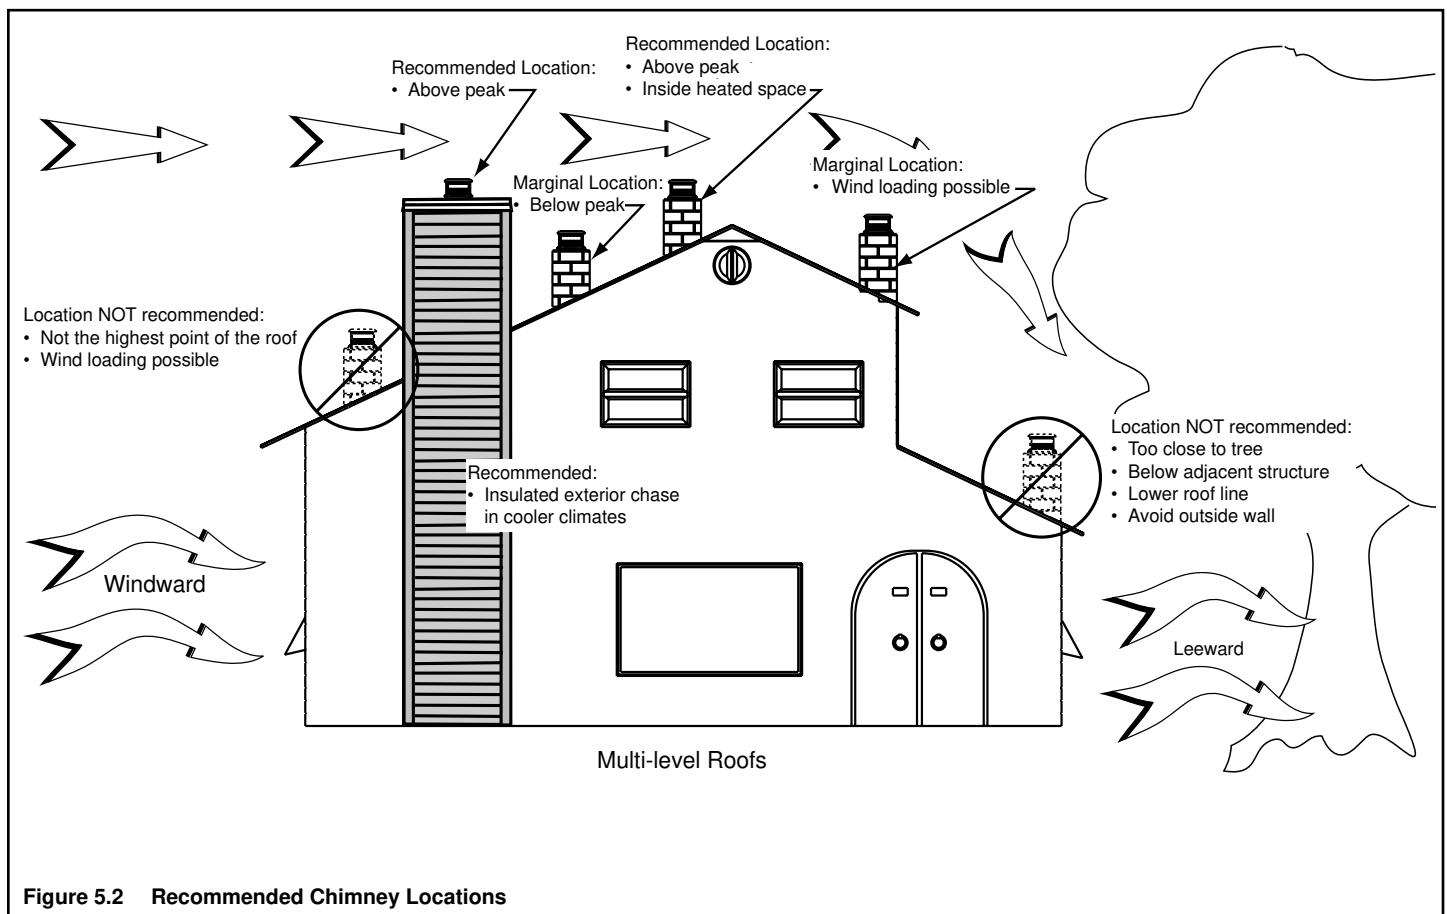 Recommended Location:
• Above peak
Recommended Location:
• Above peak
• Inside heated space
Marginal Location:
• Below peak
Marginal Location:
• Wind loading possible
Location NOT recommended:
• Not the highest point of the roof
• Wind loading possible
Location NOT recommended:
• Too close to tree
• Below adjacent structure
• Lower roof line
• Avoid outside wall
Recommended:
• Insulated exterior chase
in cooler climates
Windward
Leeward
Multi-level Roofs
Figure 5.2 Recommended Chimney Locations